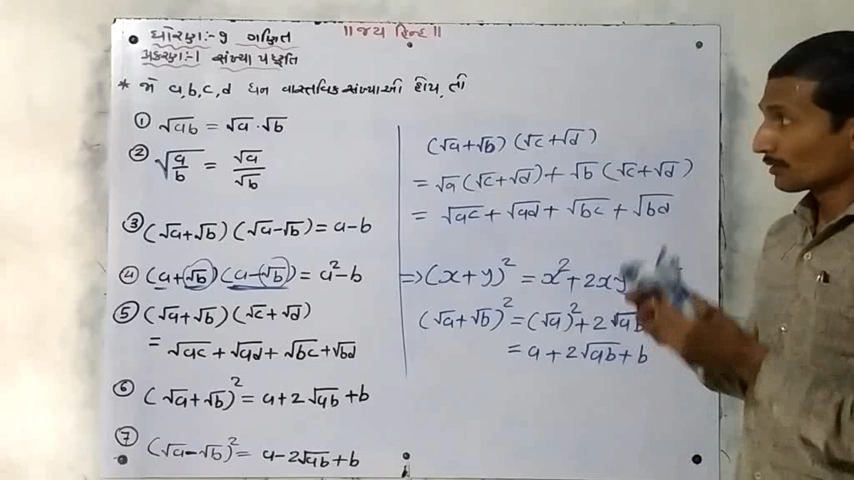 ધોરણ:-9 ગણિત
॥ જય હિન્દ ॥
પ્રકરણ:-1 સંખ્યા પદ્ધતિ
* જો a,b,c,d ધન વાસ્તવિક સંખ્યાઓ હોય, તો
① √ab = √a · √b
② √(a/b) = √a/√b
③ (√a+√b) (√a-√b) = a-b
④ (a+√b) (a-√b) = a²-b
⑤ (√a+√b) (√c+√d)
= √ac + √ad + √bc + √bd
⑥ (√a+√b)² = a+2√ab+b
⑦ (√a-√b)² = a-2√ab+b
(√a+√b) (√c+√d)
= √a (√c+√d) + √b (√c+√d)
= √ac + √ad + √bc + √bd
⇒ (x+y)² = x²+2xy
(√a+√b)² = (√a)²+2√ab
= a+2√ab+b